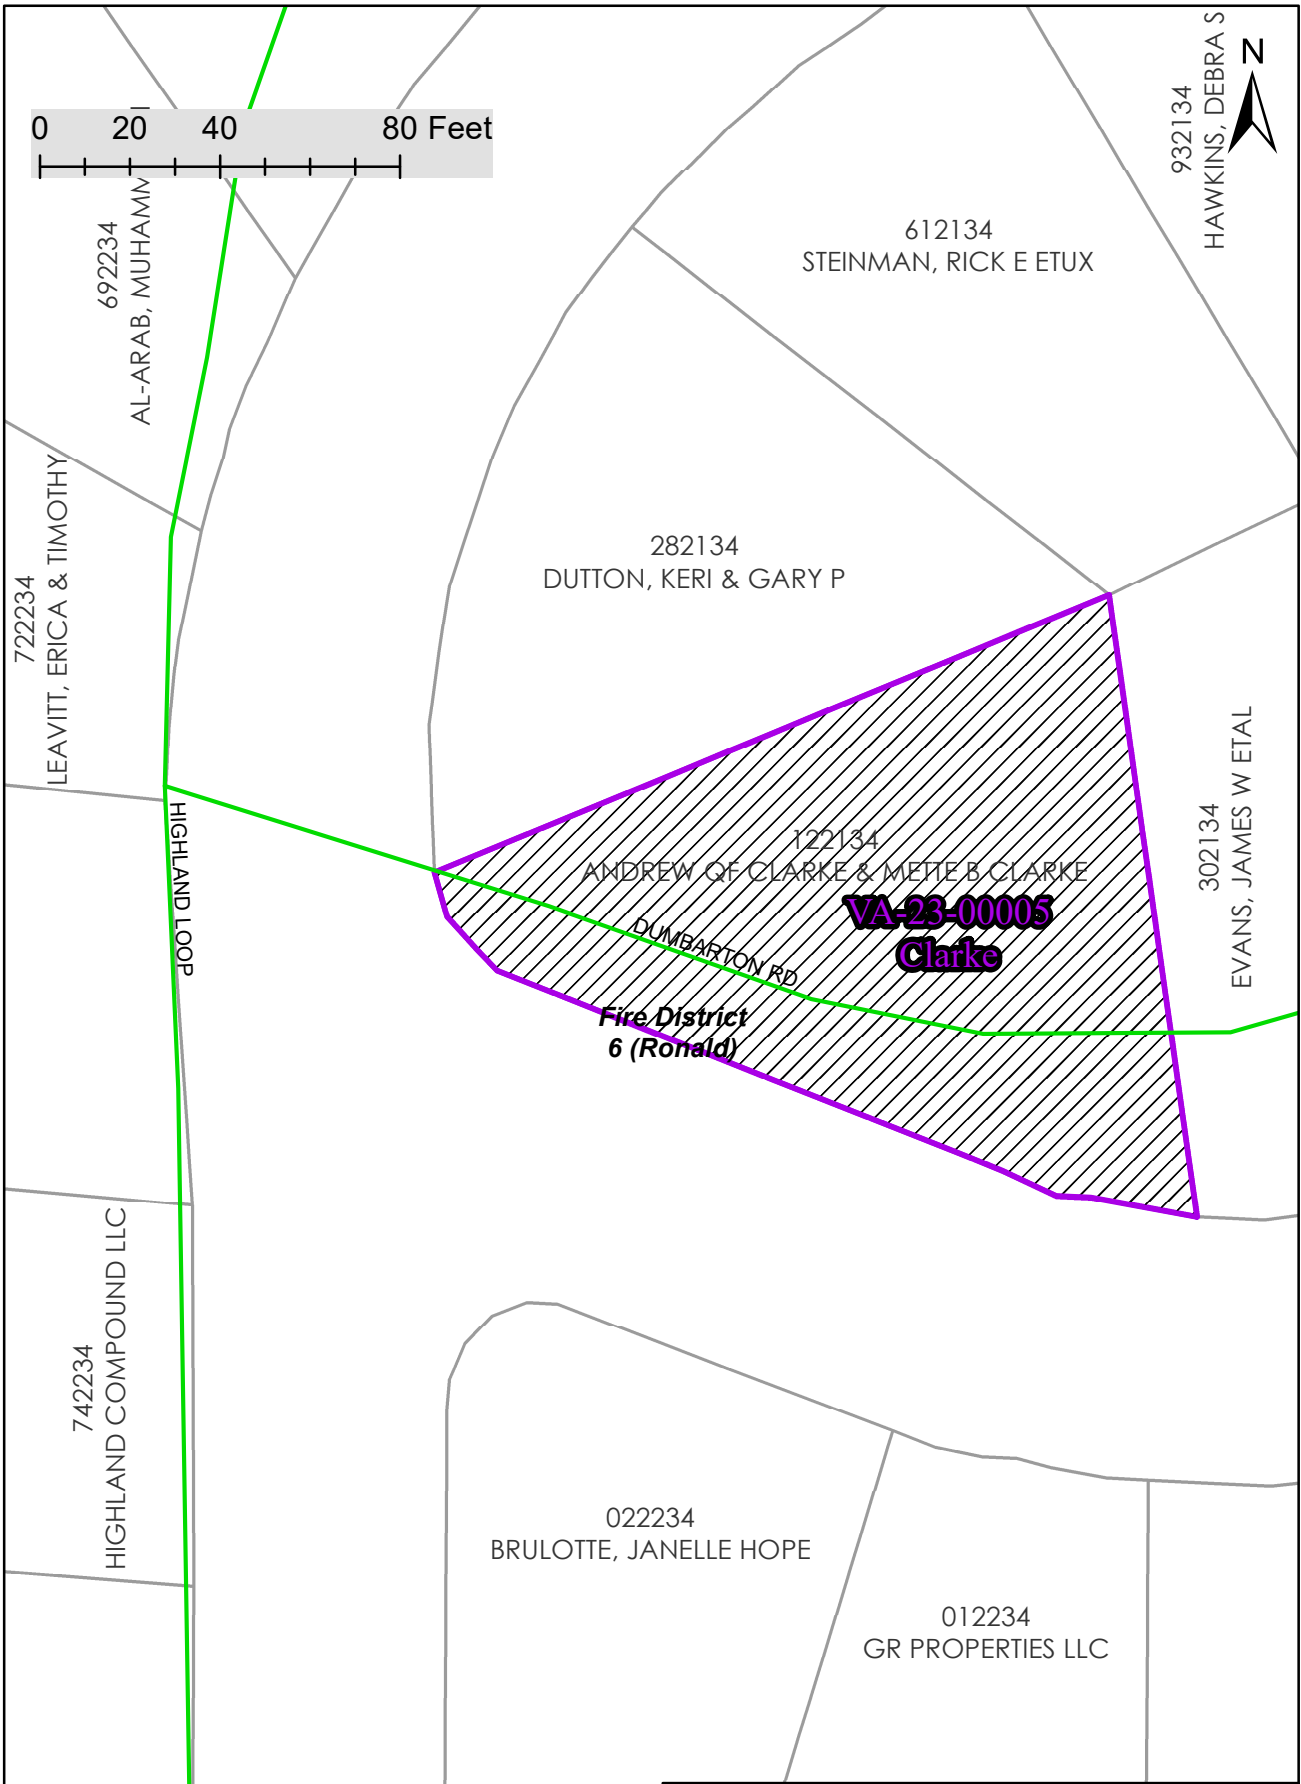 N
932134
HAWKINS, DEBRA S
0 20 40 80 Feet
692234
AL-ARAB, MUHAMM
612134
STEINMAN, RICK E ETUX
722234
LEAVITT, ERICA & TIMOTHY
282134
DUTTON, KERI & GARY P
302134
EVANS, JAMES W ETAL
122134
ANDREW QF CLARKE & METTE B CLARKE
VA-23-00005
Clarke
HIGHLAND LOOP
DUMBARTON RD
Fire District
6 (Ronald)
742234
HIGHLAND COMPOUND LLC
022234
BRULOTTE, JANELLE HOPE
012234
GR PROPERTIES LLC